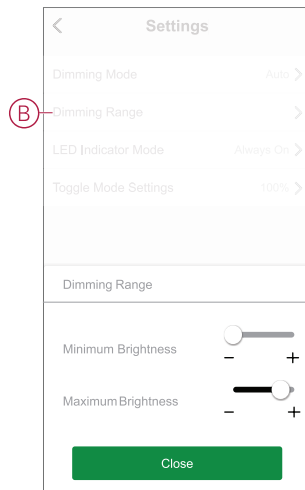 Settings
Dimming Mode Auto
B Dimming Range
LED Indicator Mode Always On
Toggle Mode Settings 100%
Dimming Range
Minimum Brightness
- +
Maximum Brightness
- +
Close